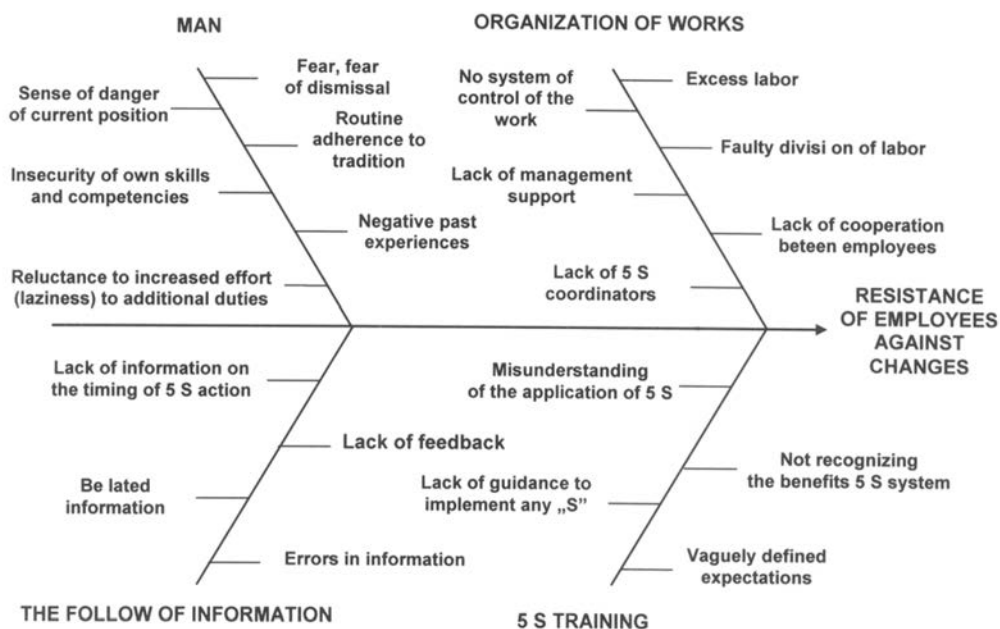 MAN
Fear, fear
of dismissal
Sense of danger
of current position
Routine
adherence to
tradition
Insecurity of own skills
and competencies
Negative past
experiences
Reluctance to increased effort
(laziness) to additional duties
ORGANIZATION OF WORKS
No system of
control of the
work
Excess labor
Faulty divisi on of labor
Lack of management
support
Lack of cooperation
beteen employees
Lack of 5 S
coordinators
RESISTANCE
OF EMPLOYEES
AGAINST
CHANGES
Lack of information on
the timing of 5 S action
Lack of feedback
Be lated
information
Errors in information
THE FOLLOW OF INFORMATION
Misunderstanding
of the application of 5 S
Not recognizing
the benefits 5 S system
Lack of guidance to
implement any „S”
Vaguely defined
expectations
5 S TRAINING